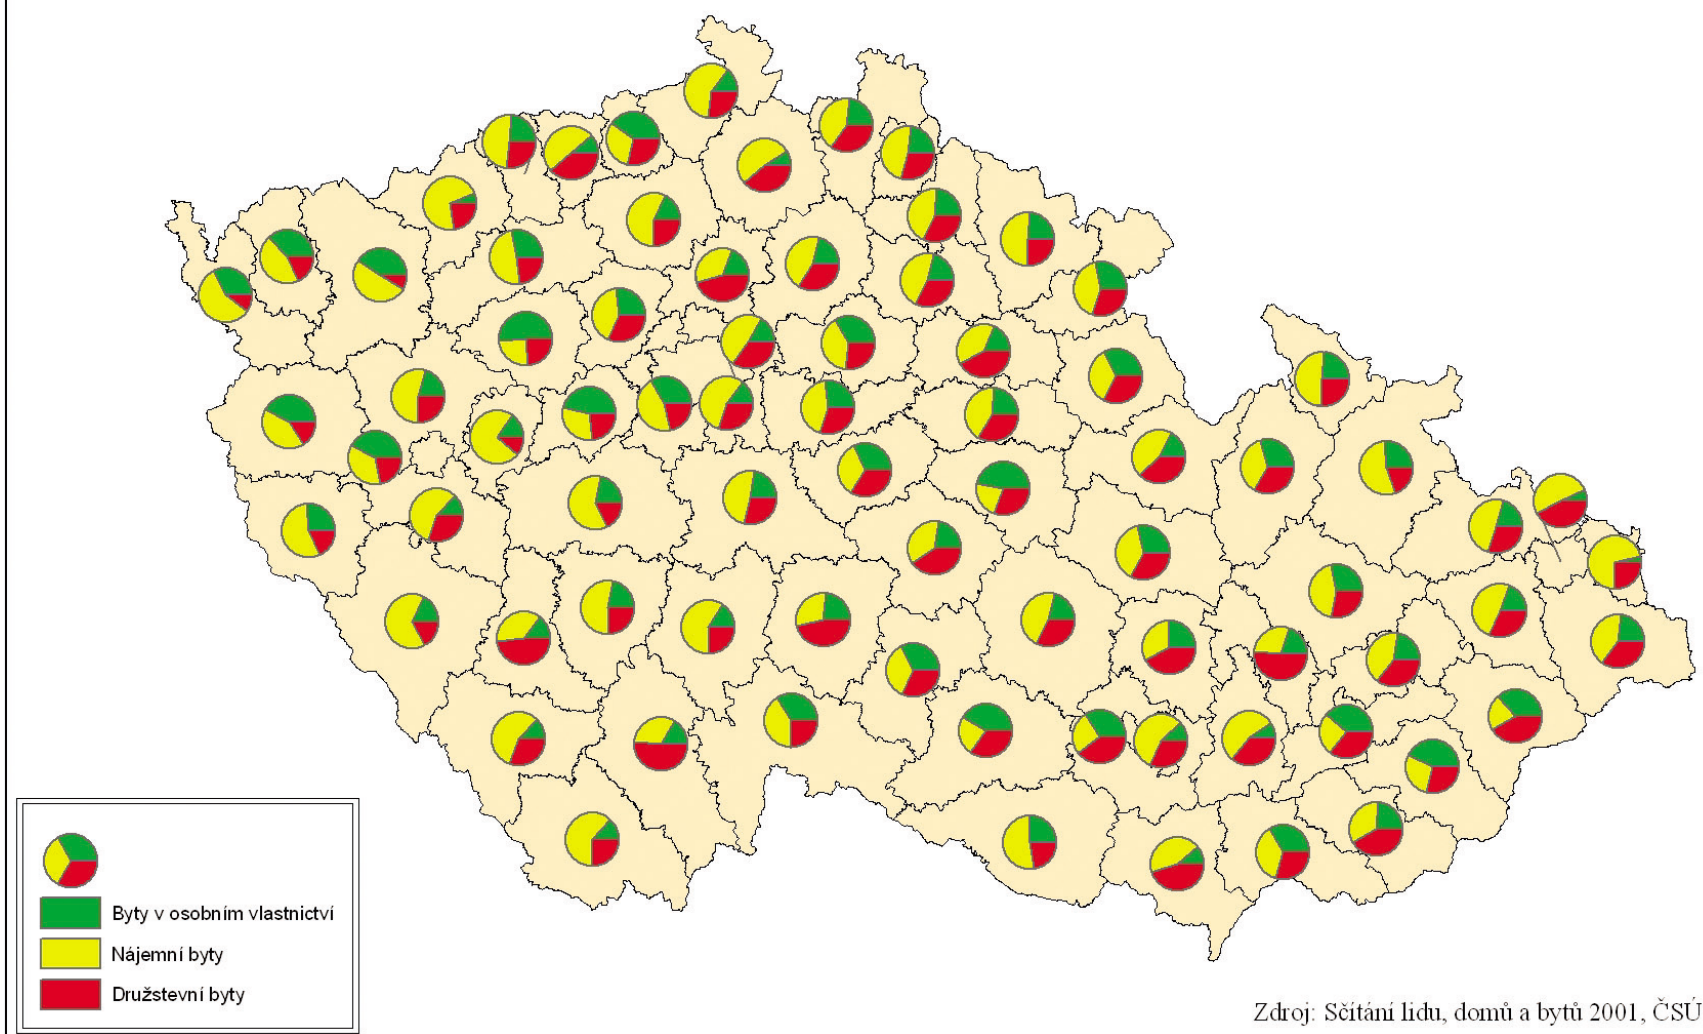 Byty v osobním vlastnictví
Nájemní byty
Družstevní byty
Zdroj: Sčítání lidu, domů a bytů 2001, ČSÚ